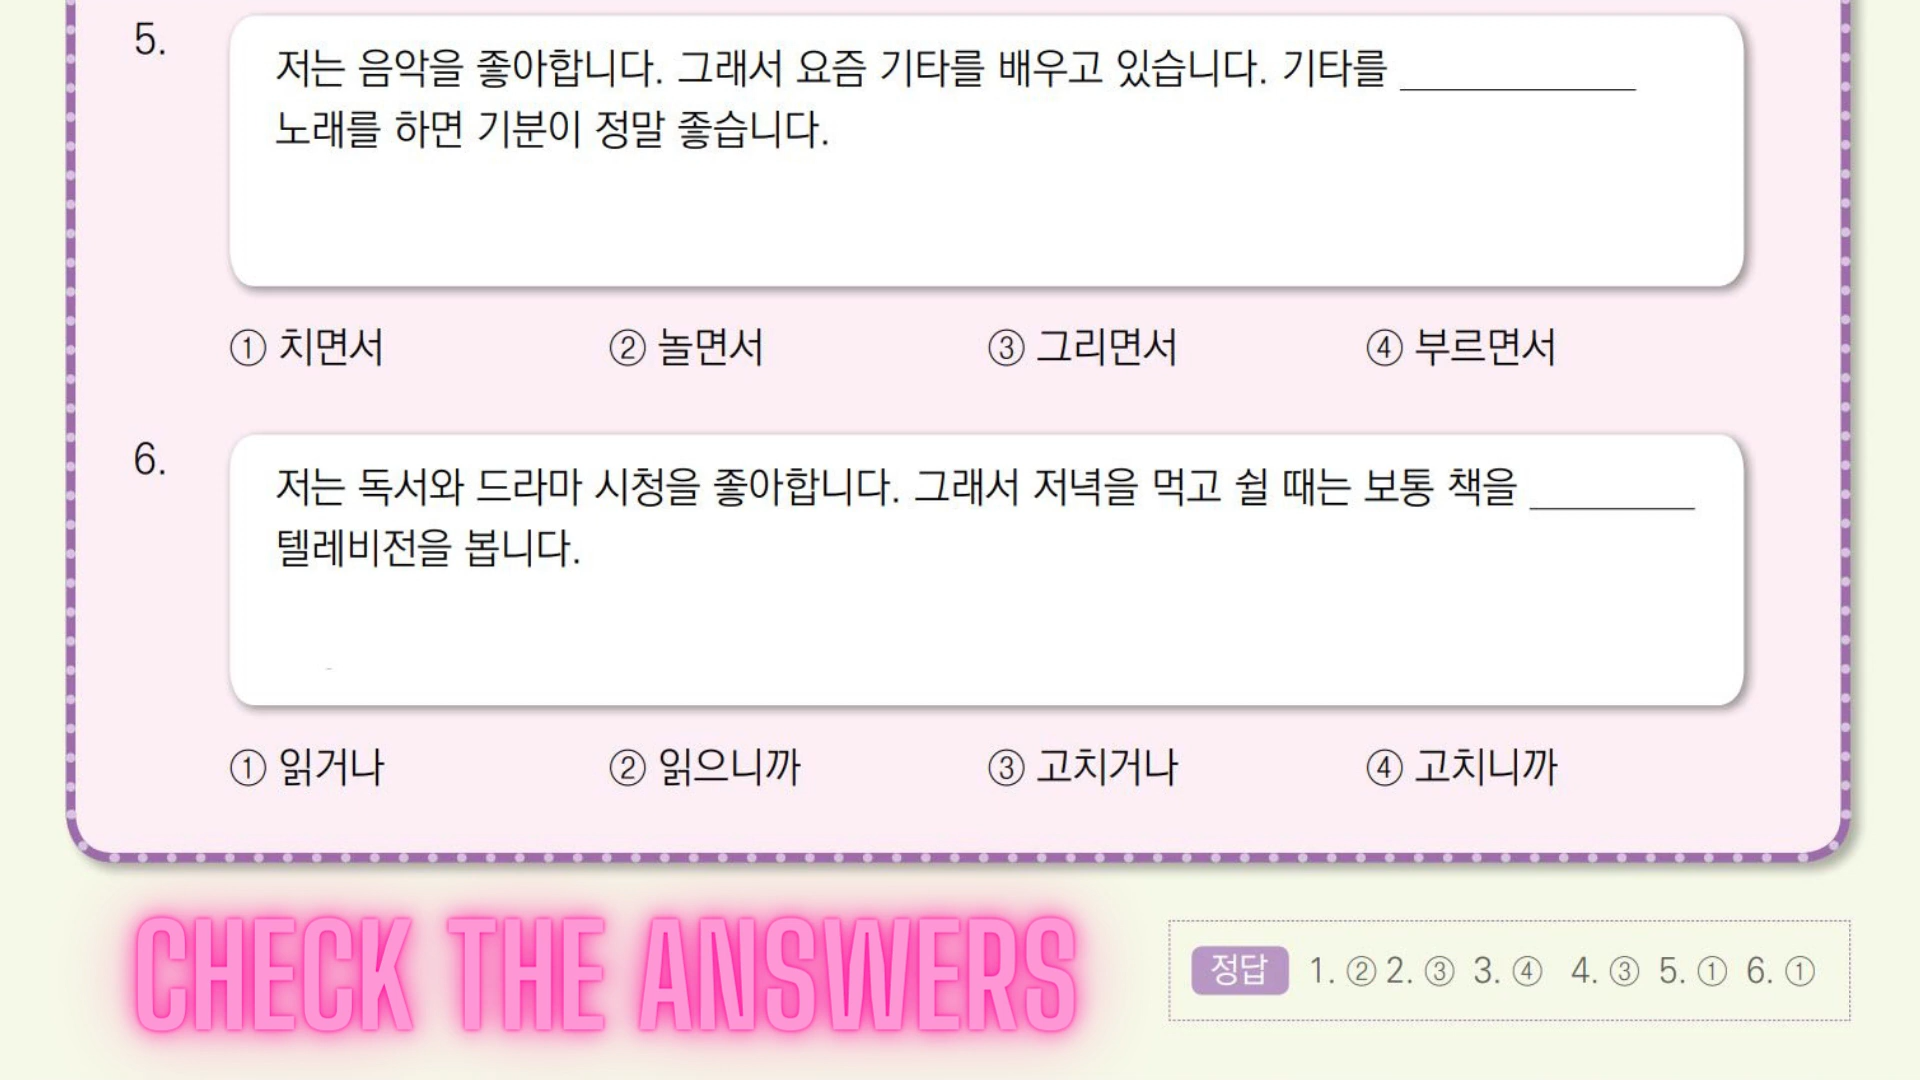 5.
저는 음악을 좋아합니다. 그래서 요즘 기타를 배우고 있습니다. 기타를 __________
노래를 하면 기분이 정말 좋습니다.
① 치면서 ② 놀면서 ③ 그리면서 ④ 부르면서
6.
저는 독서와 드라마 시청을 좋아합니다. 그래서 저녁을 먹고 쉴 때는 보통 책을 _______
텔레비전을 봅니다.
① 읽거나 ② 읽으니까 ③ 고치거나 ④ 고치니까
CHECK THE ANSWERS
정답 1. ② 2. ③ 3. ④ 4. ③ 5. ① 6. ①